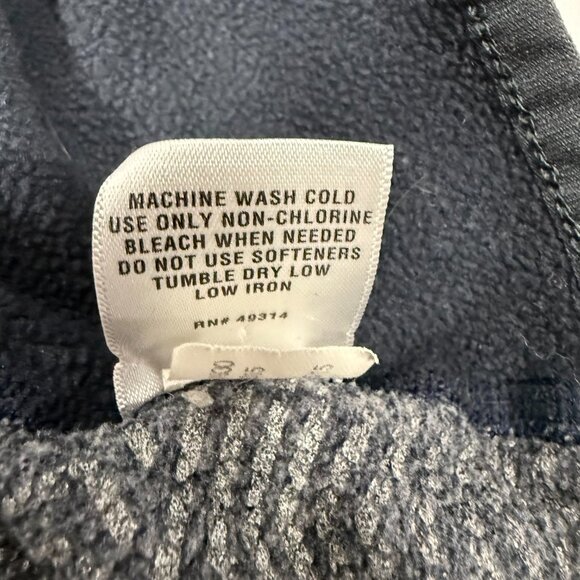 MACHINE WASH COLD
USE ONLY NON-CHLORINE
BLEACH WHEN NEEDED
DO NOT USE SOFTENERS
TUMBLE DRY LOW
LOW IRON
RN# 49314